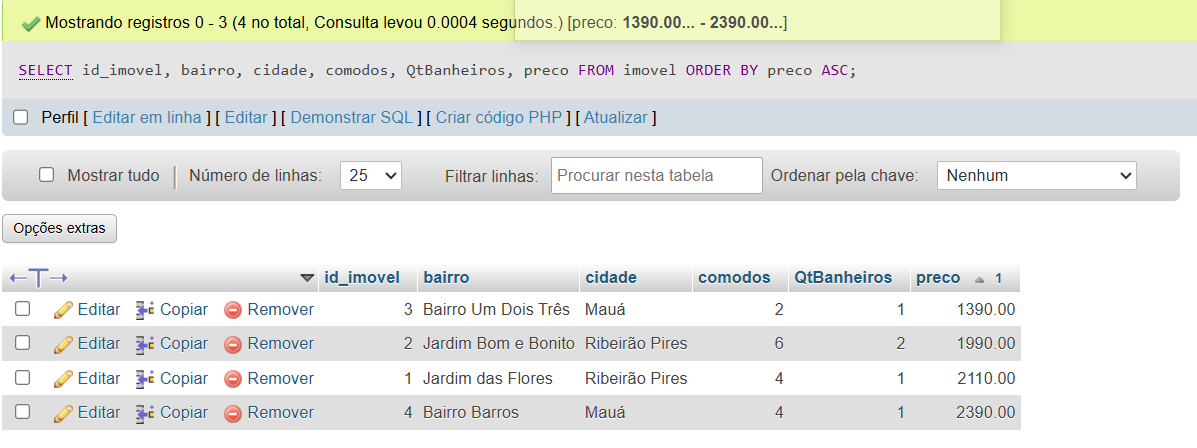 Mostrando registros 0 - 3 (4 no total, Consulta levou 0.0004 segundos.) [preco: 1390.00... - 2390.00...]
SELECT id_imovel, bairro, cidade, comodos, QtBanheiros, preco FROM imovel ORDER BY preco ASC;
Perfil [ Editar em linha ] [ Editar ] [ Demonstrar SQL ] [ Criar código PHP ] [ Atualizar ]
Mostrar tudo Número de linhas: 25 Filtrar linhas: Procurar nesta tabela Ordenar pela chave: Nenhum
Opções extras
←T→ id_imovel bairro cidade comodos QtBanheiros preco 1
Editar Copiar Remover 3 Bairro Um Dois Três Mauá 2 1 1390.00
Editar Copiar Remover 2 Jardim Bom e Bonito Ribeirão Pires 6 2 1990.00
Editar Copiar Remover 1 Jardim das Flores Ribeirão Pires 4 1 2110.00
Editar Copiar Remover 4 Bairro Barros Mauá 4 1 2390.00